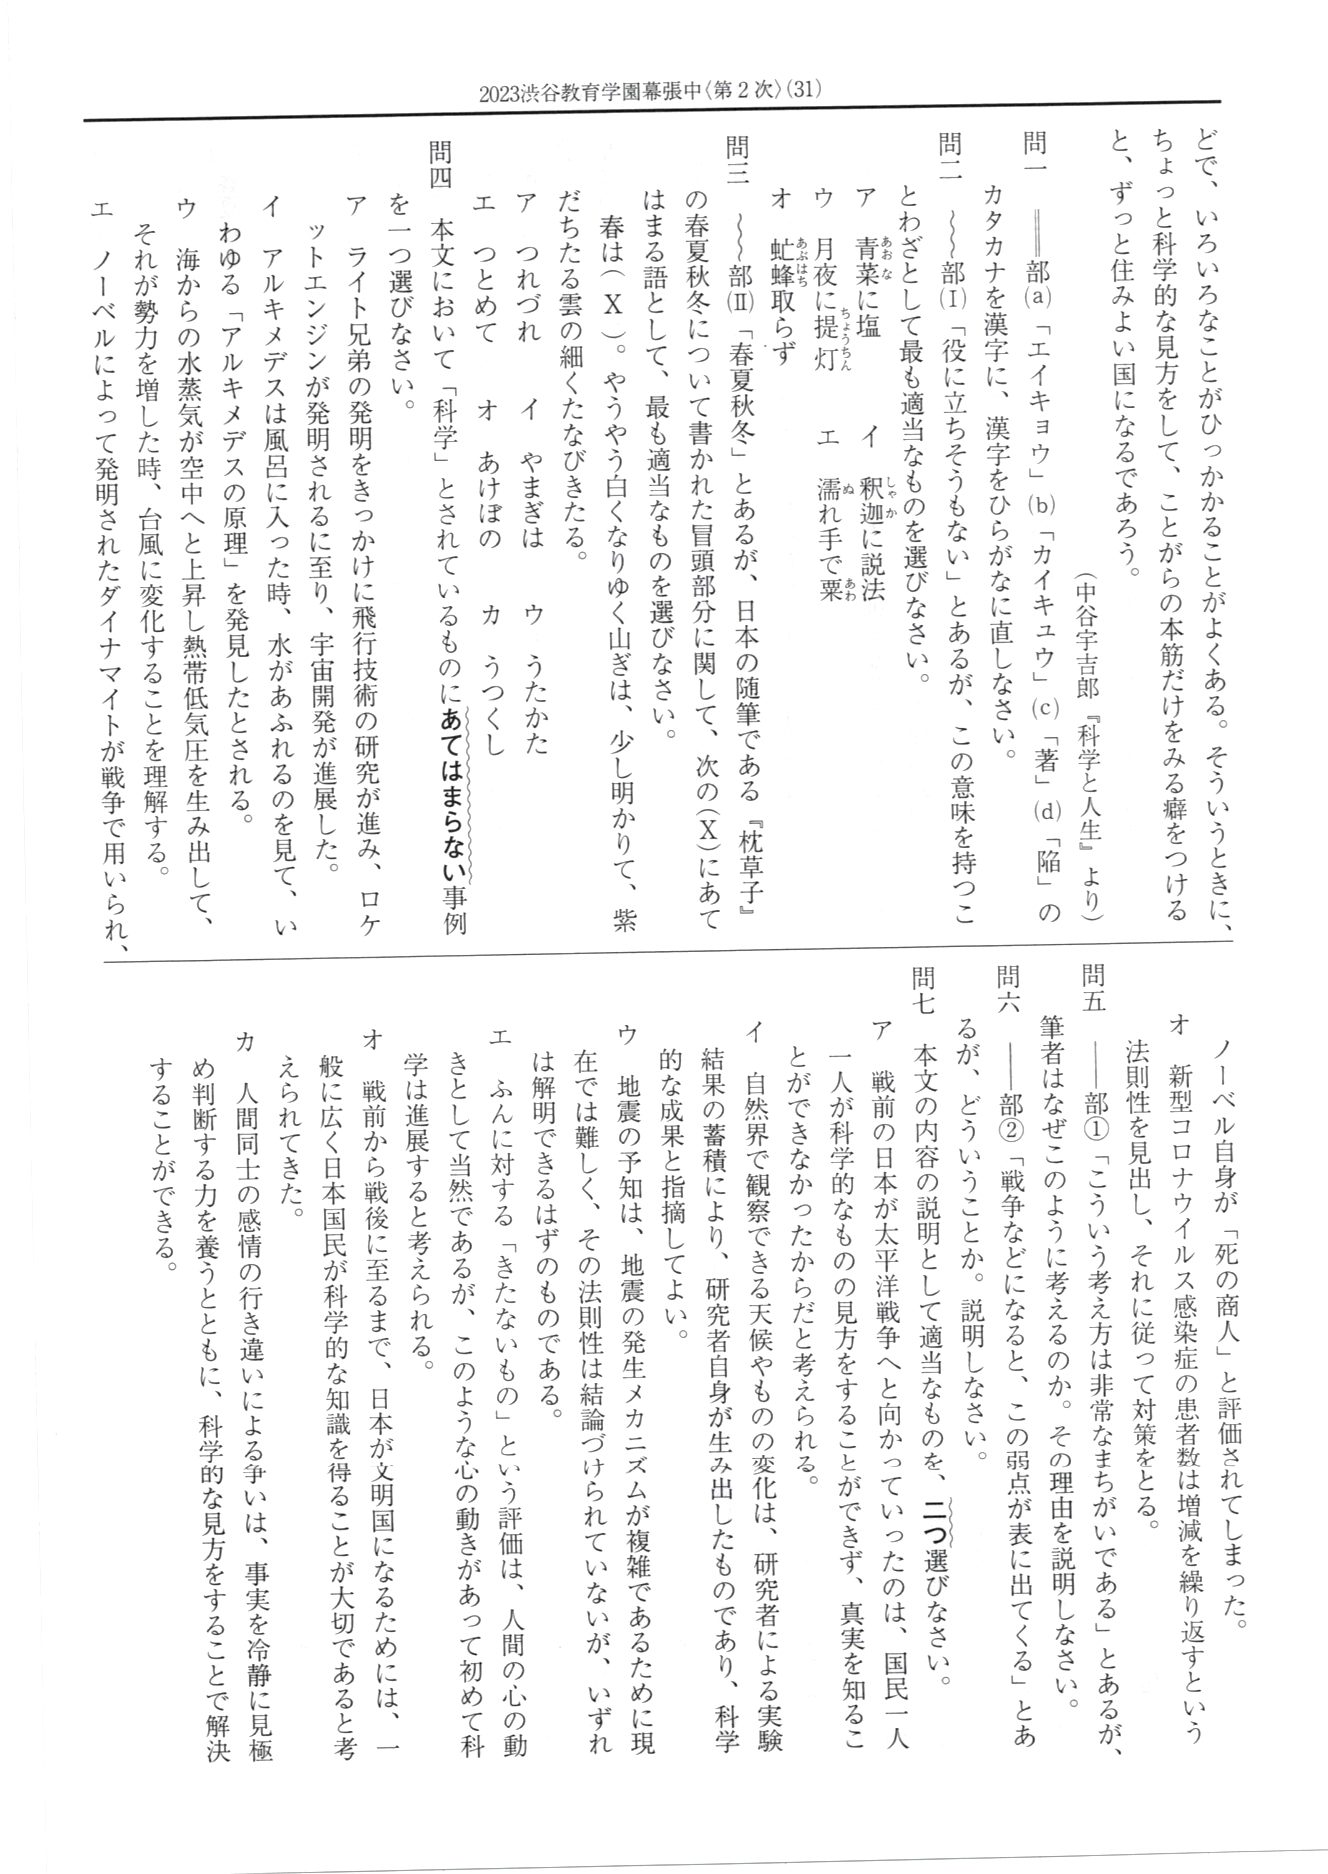 2023渋谷教育学園幕張中〈第2次〉(31)
どで、いろいろなことがひっかかることがよくある。そういうときに、
ちょっと科学的な見方をして、ことがらの本筋だけをみる癖をつける
と、ずっと住みよい国になるであろう。
(中谷宇吉郎『科学と人生』より)
問一 ══部(a)「エイキョウ」(b)「カイキュウ」(c)「著」(d)「陥」の
カタカナを漢字に、漢字をひらがなに直しなさい。
問二 〜〜部(Ⅰ)「役に立ちそうもない」とあるが、この意味を持つこ
とわざとして最も適当なものを選びなさい。
ア 青菜に塩 イ 釈迦に説法
ウ 月夜に提灯 エ 濡れ手で粟
オ 虻蜂取らず
問三 〜〜部(Ⅱ)「春夏秋冬」とあるが、日本の随筆である『枕草子』
の春夏秋冬について書かれた冒頭部分に関して、次の(X)にあて
はまる語として、最も適当なものを選びなさい。
春は(X)。やうやう白くなりゆく山ぎは、少し明かりて、紫
だちたる雲の細くたなびきたる。
ア つれづれ イ やまぎは ウ うたかた
エ つとめて オ あけぼの カ うつくし
問四 本文において「科学」とされているものにあてはまらない事例
を一つ選びなさい。
ア ライト兄弟の発明をきっかけに飛行技術の研究が進み、ロケ
ットエンジンが発明されるに至り、宇宙開発が進展した。
イ アルキメデスは風呂に入った時、水があふれるのを見て、い
わゆる「アルキメデスの原理」を発見したとされる。
ウ 海からの水蒸気が空中へと上昇し熱帯低気圧を生み出して、
それが勢力を増した時、台風に変化することを理解する。
エ ノーベルによって発明されたダイナマイトが戦争で用いられ、
ノーベル自身が「死の商人」と評価されてしまった。
オ 新型コロナウイルス感染症の患者数は増減を繰り返すという
法則性を見出し、それに従って対策をとる。
問五 ──部①「こういう考え方は非常なまちがいである」とあるが、
筆者はなぜこのように考えるのか。その理由を説明しなさい。
問六 ──部②「戦争などになると、この弱点が表に出てくる」とあ
るが、どういうことか。説明しなさい。
問七 本文の内容の説明として適当なものを、二つ選びなさい。
ア 戦前の日本が太平洋戦争へと向かっていったのは、国民一人
一人が科学的なものの見方をすることができず、真実を知るこ
とができなかったからだと考えられる。
イ 自然界で観察できる天候やものの変化は、研究者による実験
結果の蓄積により、研究者自身が生み出したものであり、科学
的な成果と指摘してよい。
ウ 地震の予知は、地震の発生メカニズムが複雑であるために現
在では難しく、その法則性は結論づけられていないが、いずれ
は解明できるはずのものである。
エ ふんに対する「きたないもの」という評価は、人間の心の動
きとして当然であるが、このような心の動きがあって初めて科
学は進展すると考えられる。
オ 戦前から戦後に至るまで、日本が文明国になるためには、一
般に広く日本国民が科学的な知識を得ることが大切であると考
えられてきた。
カ 人間同士の感情の行き違いによる争いは、事実を冷静に見極
め判断する力を養うとともに、科学的な見方をすることで解決
することができる。